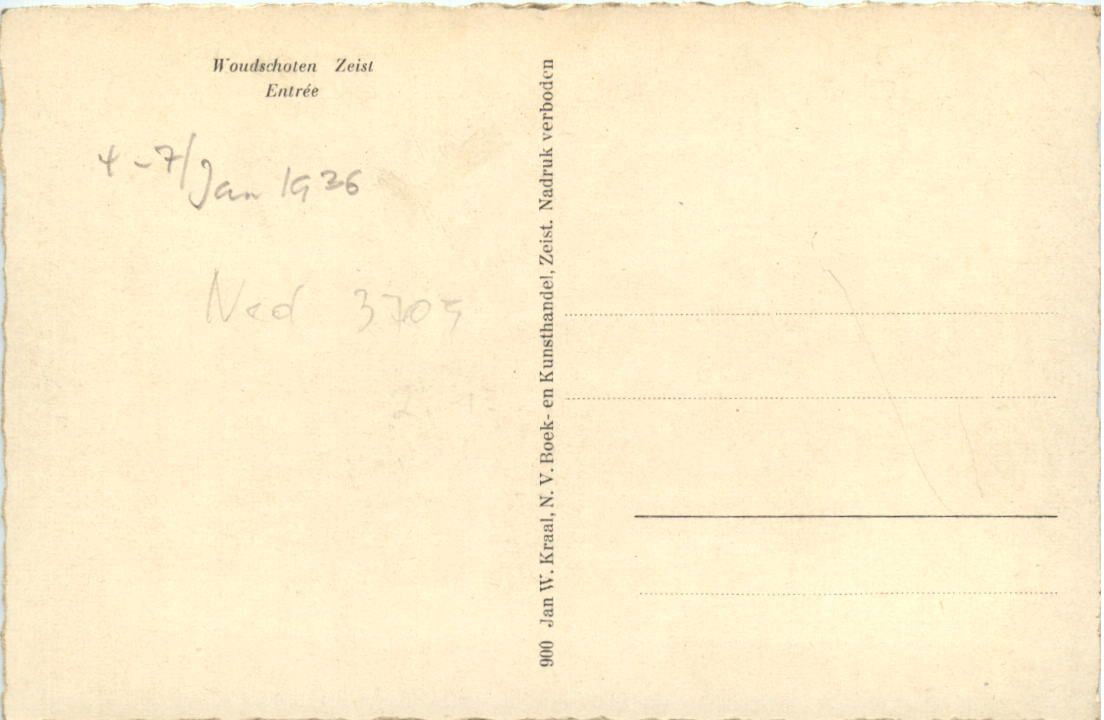 Woudschoten Zeist
Entrée
4-7/Jan 1936
Ned 3705
900 Jan W. Kraal, N. V. Boek- en Kunsthandel, Zeist. Nadruk verboden